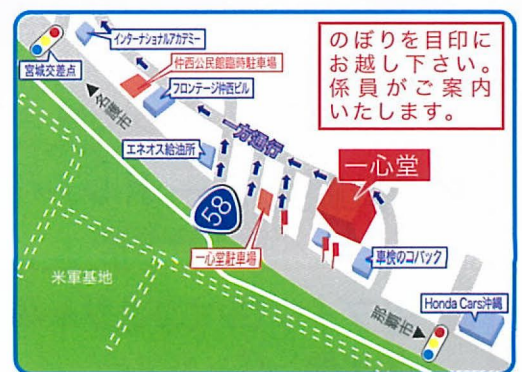 インターナショナルアカデミー
宮城交差点
仲西公民館臨時駐車場
フロンテージ仲西ビル
のぼりを目印に
お越し下さい。
係員がご案内
いたします。
▲名護市
一方通行
エネオス給油所
一心堂
58
一心堂駐車場
車検のコバック
米軍基地
那覇市▶
Honda Cars沖縄